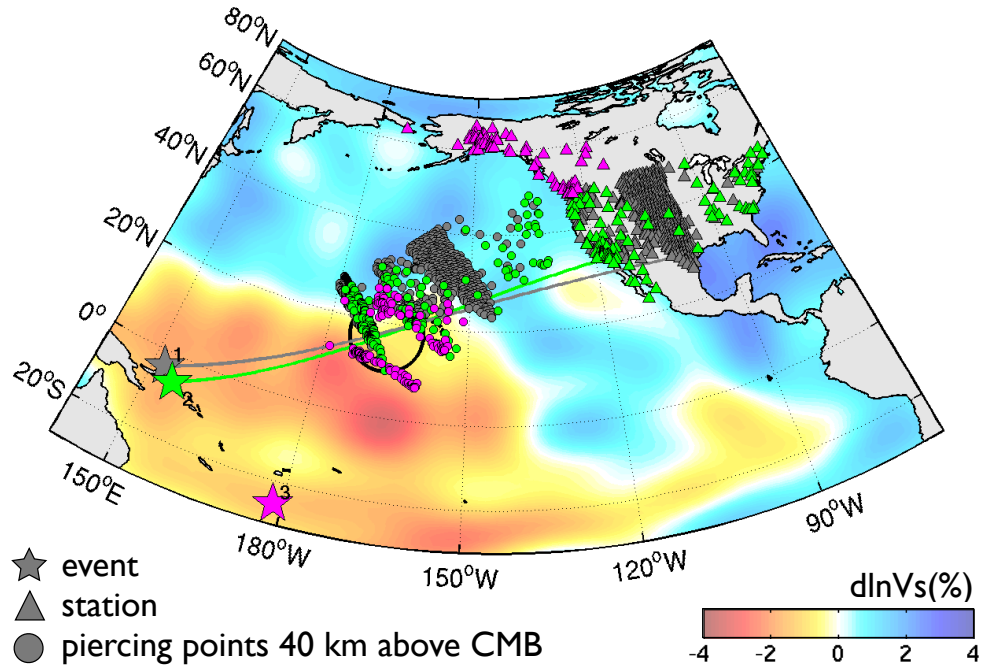 80°N
60°N
40°N
20°N
0°
20°S
1
2
3
150°E
180°W
150°W
120°W
90°W
event
station
piercing points 40 km above CMB
dlnVs(%)
-4 -2 0 2 4